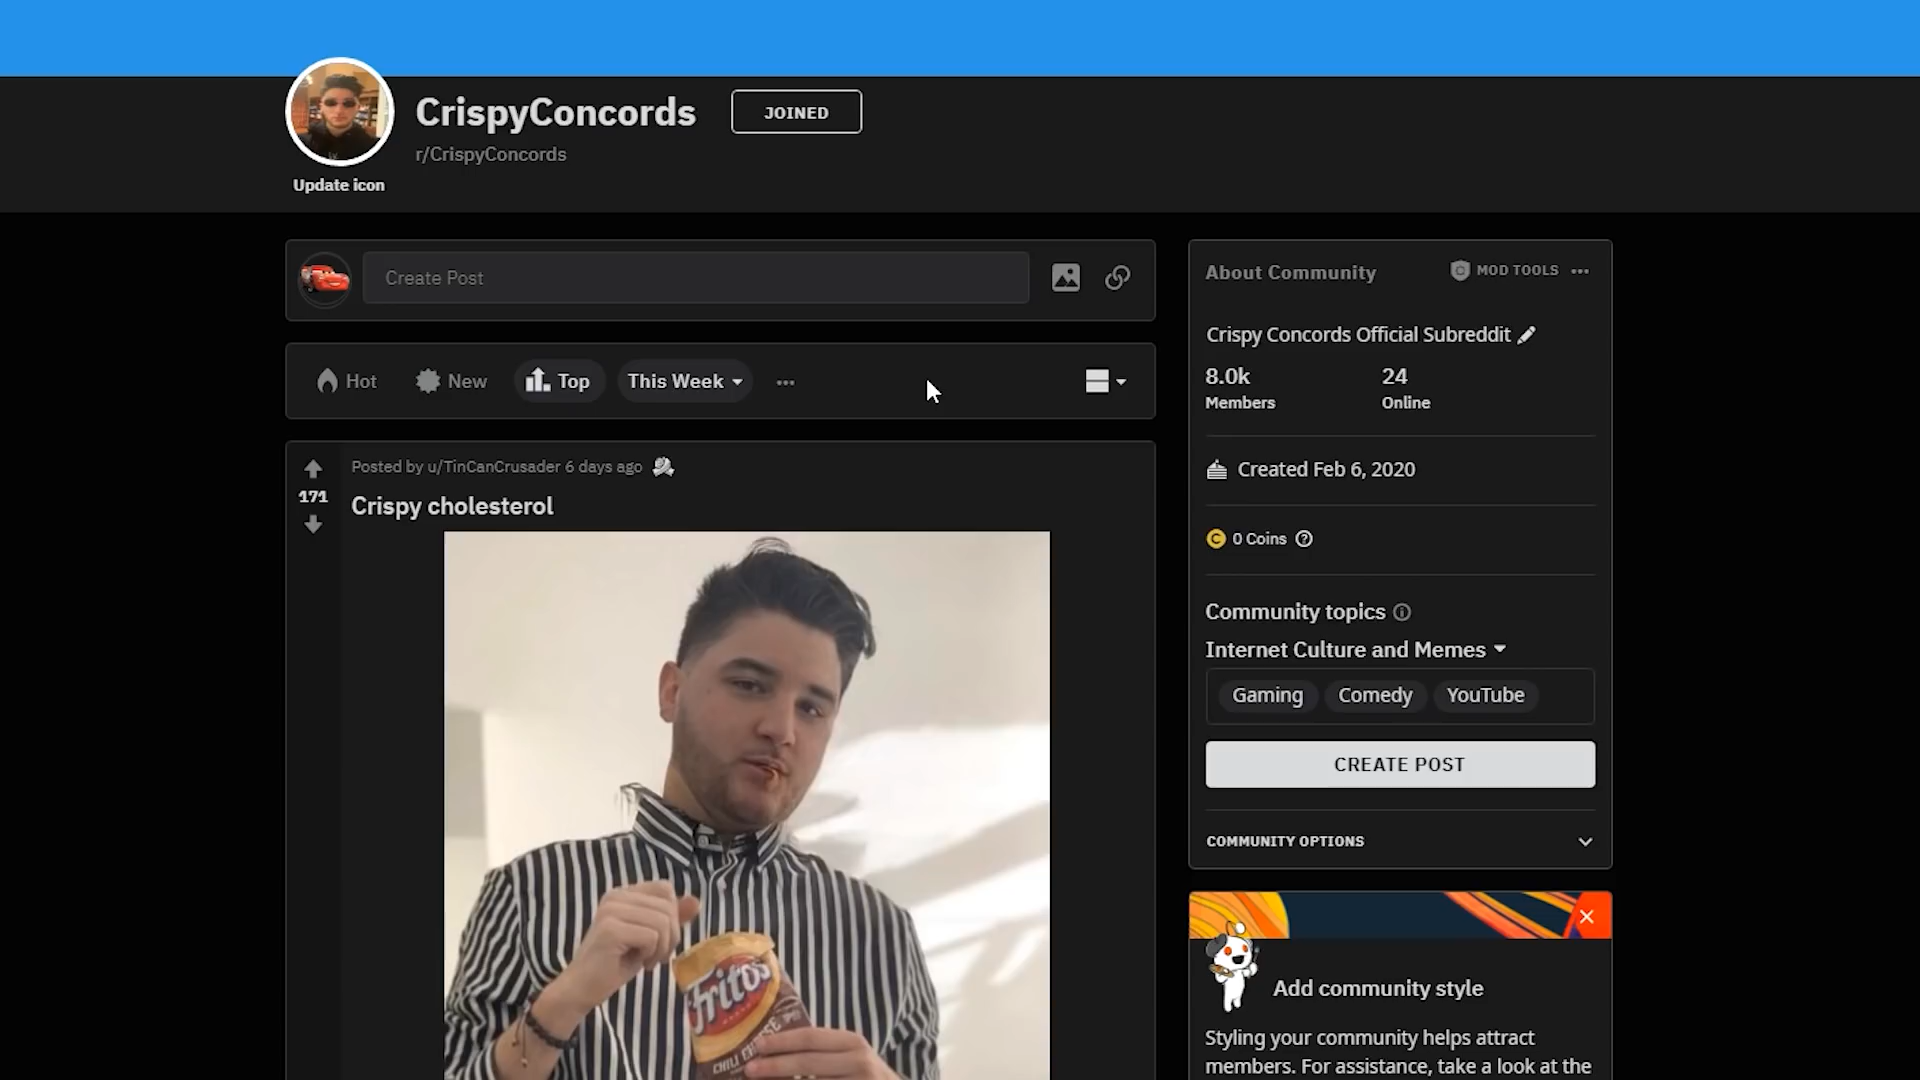 CrispyConcords
JOINED
r/CrispyConcords
Update icon
Create Post
Hot
New
Top
This Week
About Community
MOD TOOLS
Crispy Concords Official Subreddit
8.0k
24
Members
Online
Created Feb 6, 2020
0 Coins
Community topics
Internet Culture and Memes
Gaming
Comedy
YouTube
CREATE POST
COMMUNITY OPTIONS
Posted by u/TinCanCrusader 6 days ago
171
Crispy cholesterol
Fritos
CHILI CHEESE
Add community style
Styling your community helps attract
members. For assistance, take a look at the